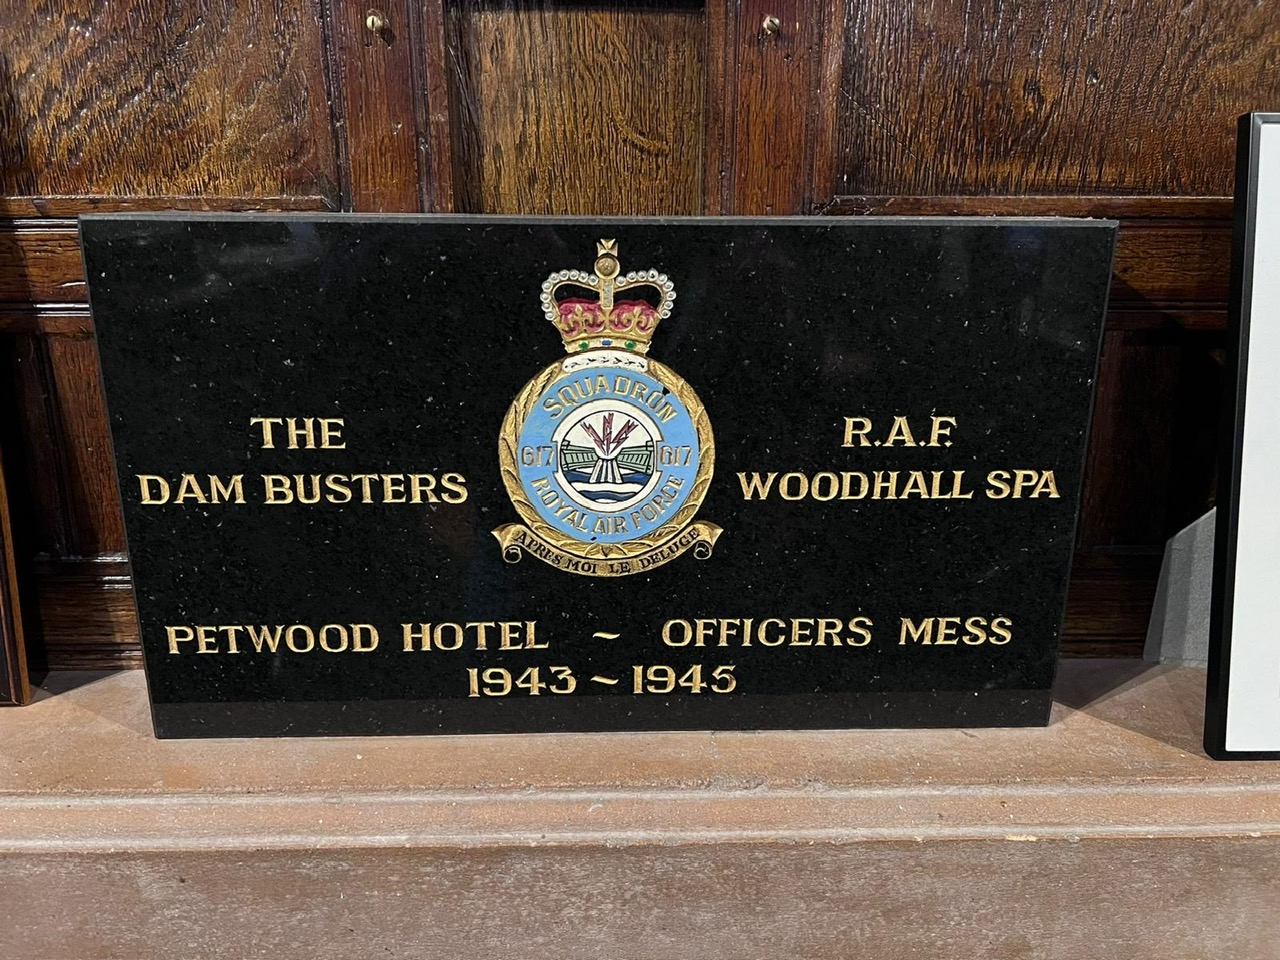 SQUADRON
617 617
ROYAL AIR FORCE
APRES MOI LE DELUGE
THE
DAM BUSTERS
R.A.F.
WOODHALL SPA
PETWOOD HOTEL ~ OFFICERS MESS
1943 ~ 1945